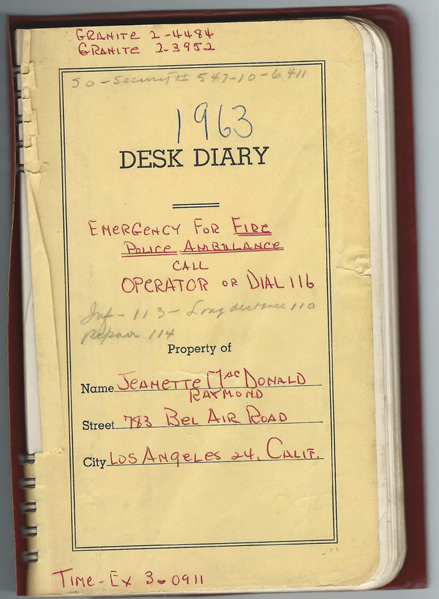 GRANITE 2-4484
GRANITE 2-3952
SO-Security # 547-10-6411
1963
DESK DIARY
EMERGENCY FOR FIRE
POLICE AMBULANCE
CALL
OPERATOR OR DIAL 116
Inf - 113 - Long distance 110
Repair 114
Property of
Name JEANETTE MACDONALD
RAYMOND
Street 783 BEL AIR ROAD
City LOS ANGELES 24, CALIF.
TIME - EX 3-0911